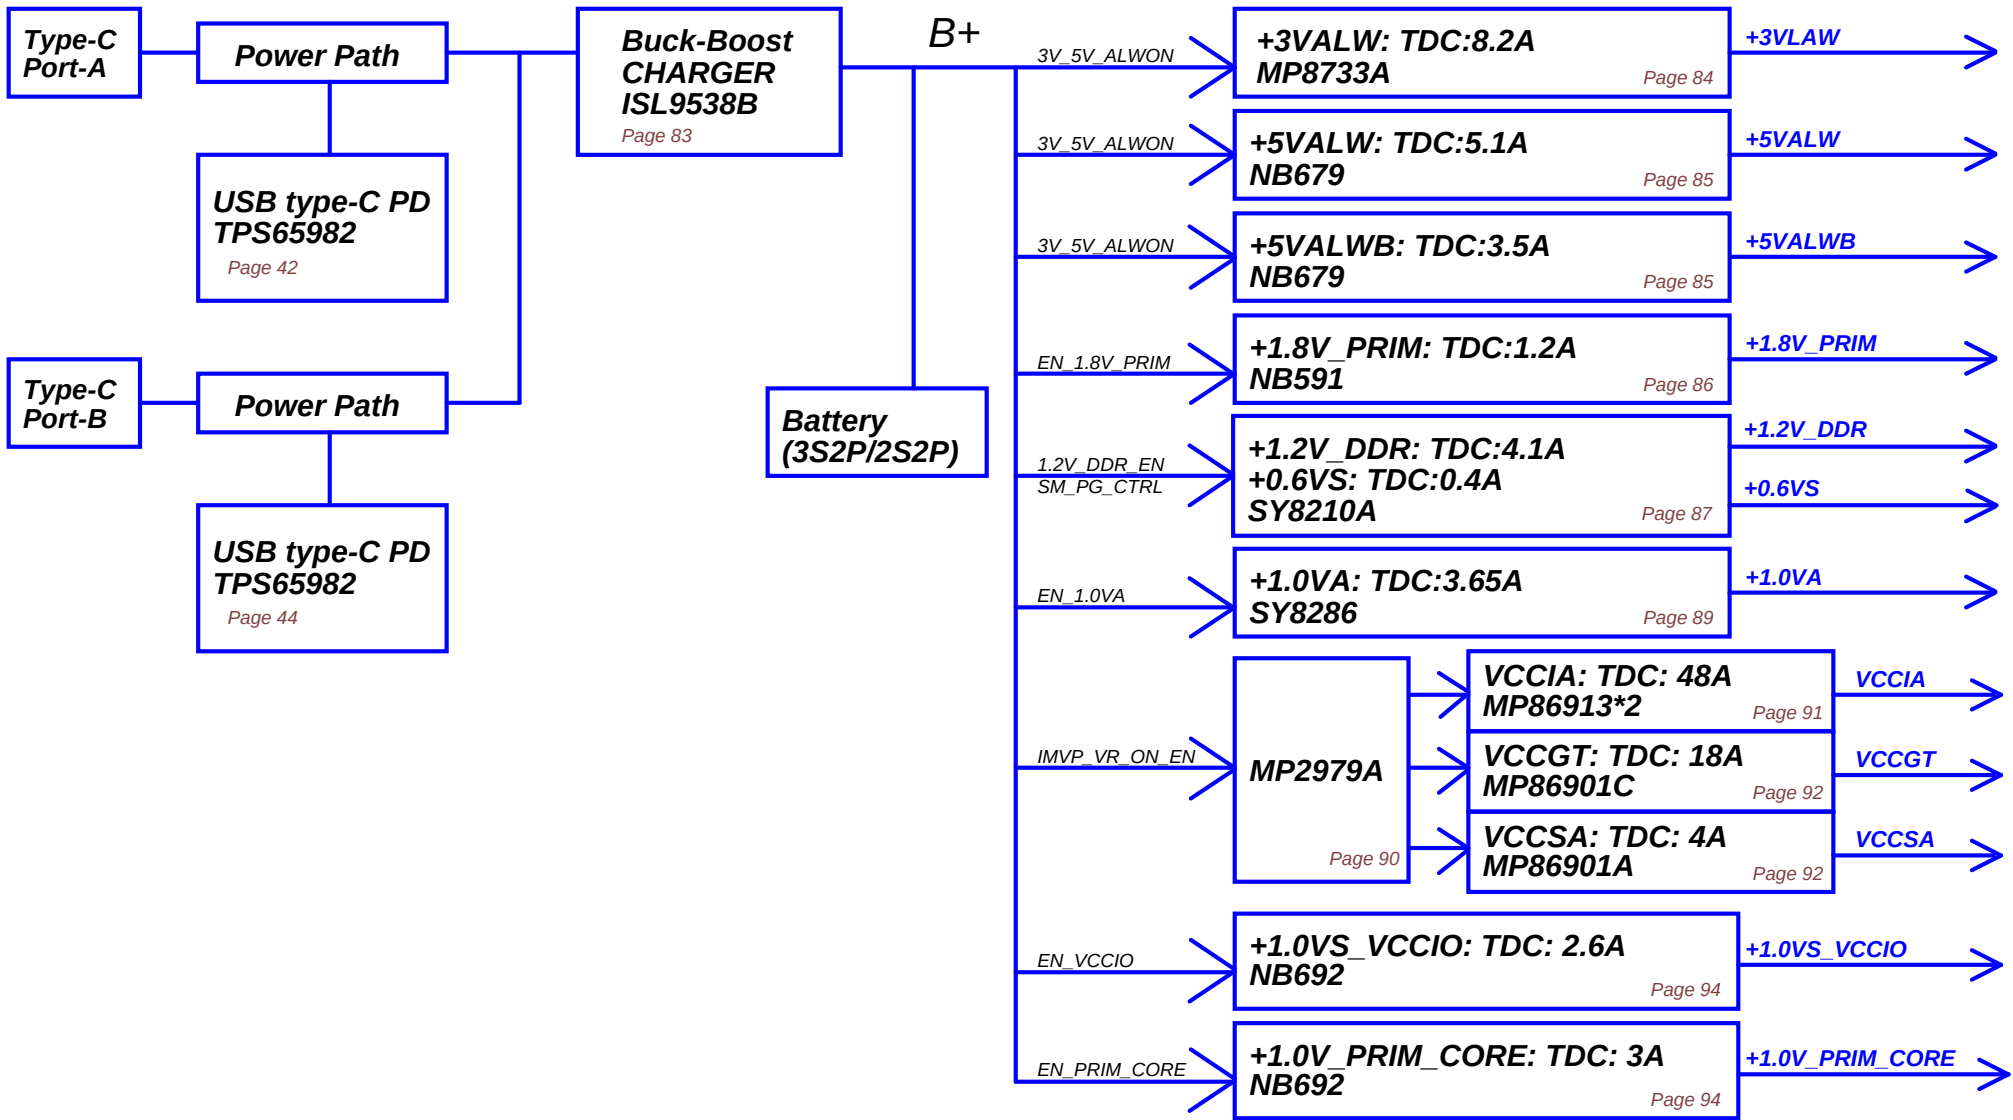 Type-C
Port-A
Power Path
USB type-C PD
TPS65982
Page 42
Type-C
Port-B
Power Path
USB type-C PD
TPS65982
Page 44
Buck-Boost
CHARGER
ISL9538B
Page 83
B+
Battery
(3S2P/2S2P)
3V_5V_ALWON
+3VALW: TDC:8.2A
MP8733A
Page 84
+3VLAW
3V_5V_ALWON
+5VALW: TDC:5.1A
NB679
Page 85
+5VALW
3V_5V_ALWON
+5VALWB: TDC:3.5A
NB679
Page 85
+5VALWB
EN_1.8V_PRIM
+1.8V_PRIM: TDC:1.2A
NB591
Page 86
+1.8V_PRIM
1.2V_DDR_EN
SM_PG_CTRL
+1.2V_DDR: TDC:4.1A
+0.6VS: TDC:0.4A
SY8210A
Page 87
+1.2V_DDR
+0.6VS
EN_1.0VA
+1.0VA: TDC:3.65A
SY8286
Page 89
+1.0VA
IMVP_VR_ON_EN
MP2979A
Page 90
VCCIA: TDC: 48A
MP86913*2
Page 91
VCCIA
VCCGT: TDC: 18A
MP86901C
Page 92
VCCGT
VCCSA: TDC: 4A
MP86901A
Page 92
VCCSA
EN_VCCIO
+1.0VS_VCCIO: TDC: 2.6A
NB692
Page 94
+1.0VS_VCCIO
EN_PRIM_CORE
+1.0V_PRIM_CORE: TDC: 3A
NB692
Page 94
+1.0V_PRIM_CORE